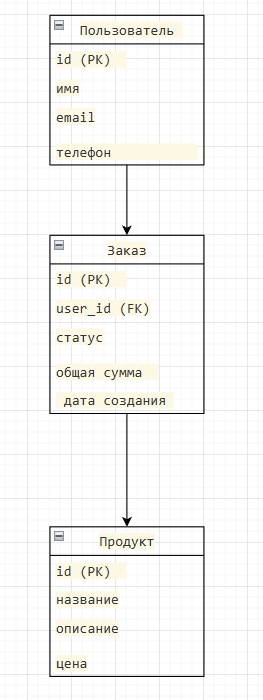 Пользователь
id (PK)
имя
email
телефон
Заказ
id (PK)
user_id (FK)
статус
общая сумма
дата создания
Продукт
id (PK)
название
описание
цена